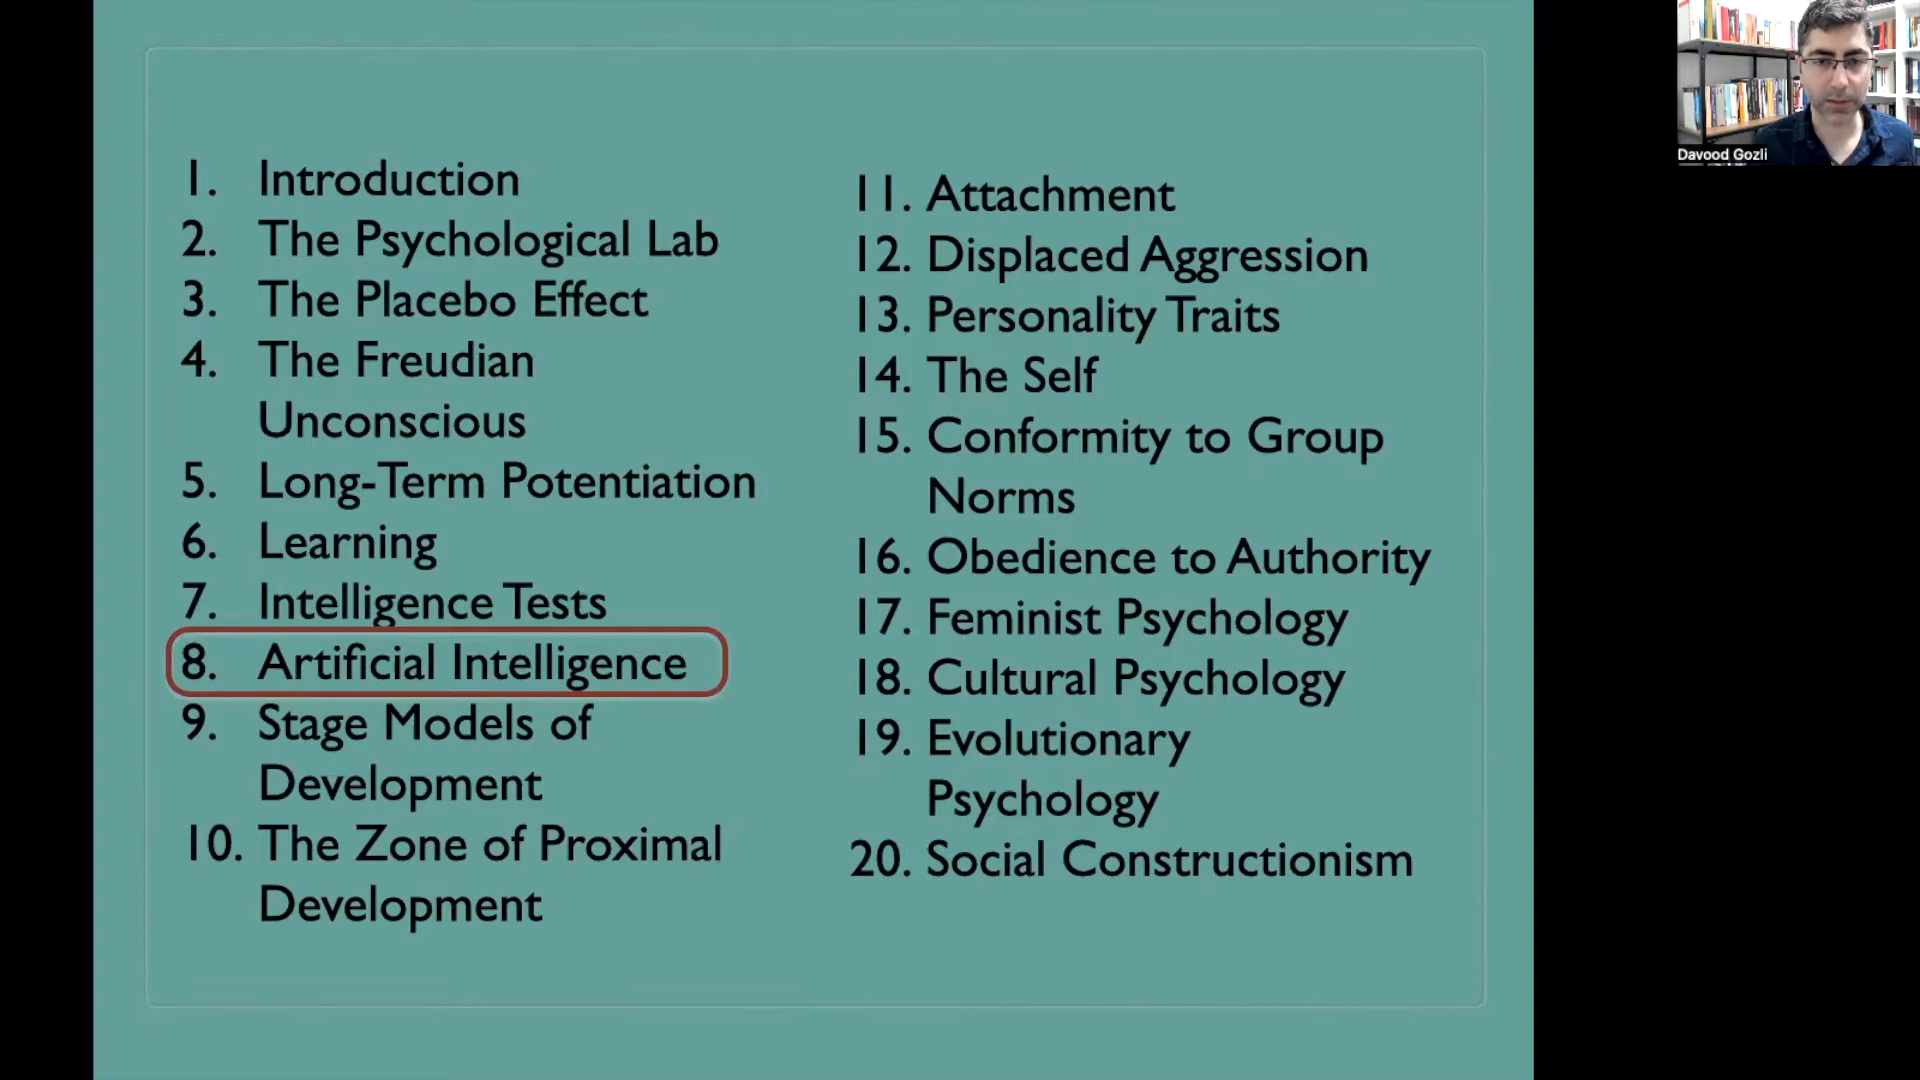 1. Introduction
2. The Psychological Lab
3. The Placebo Effect
4. The Freudian
Unconscious
5. Long-Term Potentiation
6. Learning
7. Intelligence Tests
8. Artificial Intelligence
9. Stage Models of
Development
10. The Zone of Proximal
Development
11. Attachment
12. Displaced Aggression
13. Personality Traits
14. The Self
15. Conformity to Group
Norms
16. Obedience to Authority
17. Feminist Psychology
18. Cultural Psychology
19. Evolutionary
Psychology
20. Social Constructionism
Davood Gozli